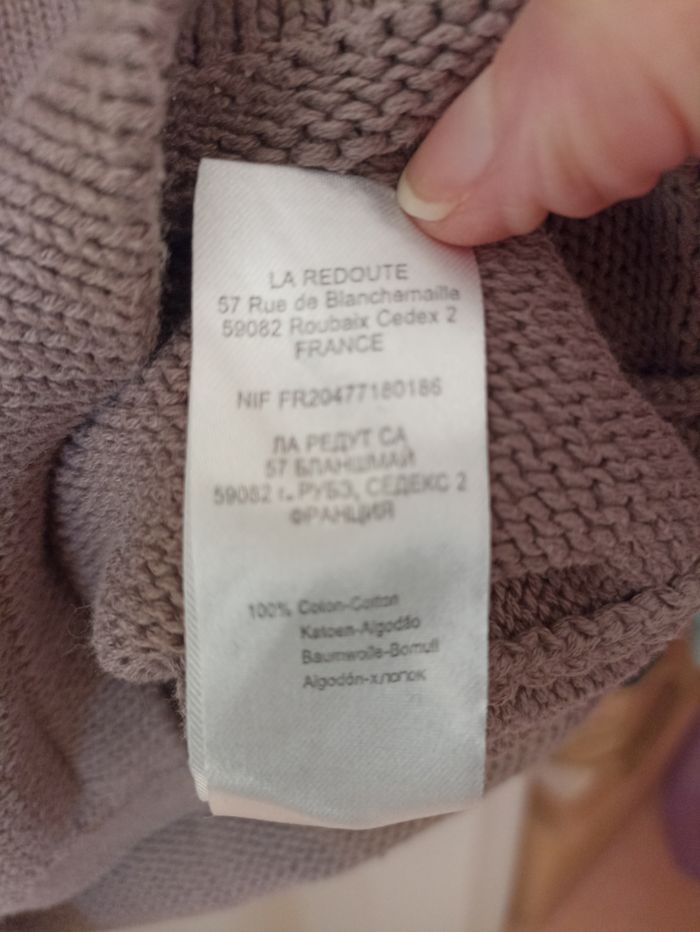 LA REDOUTE
57 Rue de Blanchemaille
59082 Roubaix Cedex 2
FRANCE
NIF FR20477180186
ЛА РЕДУТ СА
57 БЛАНШМАЙ
59082 г. РУБЭ, СЕДЕКС 2
ФРАНЦИЯ
100% Coton-Cotton
Katoen-Algodão
Baumwolle-Bomull
Algodón-хлопок